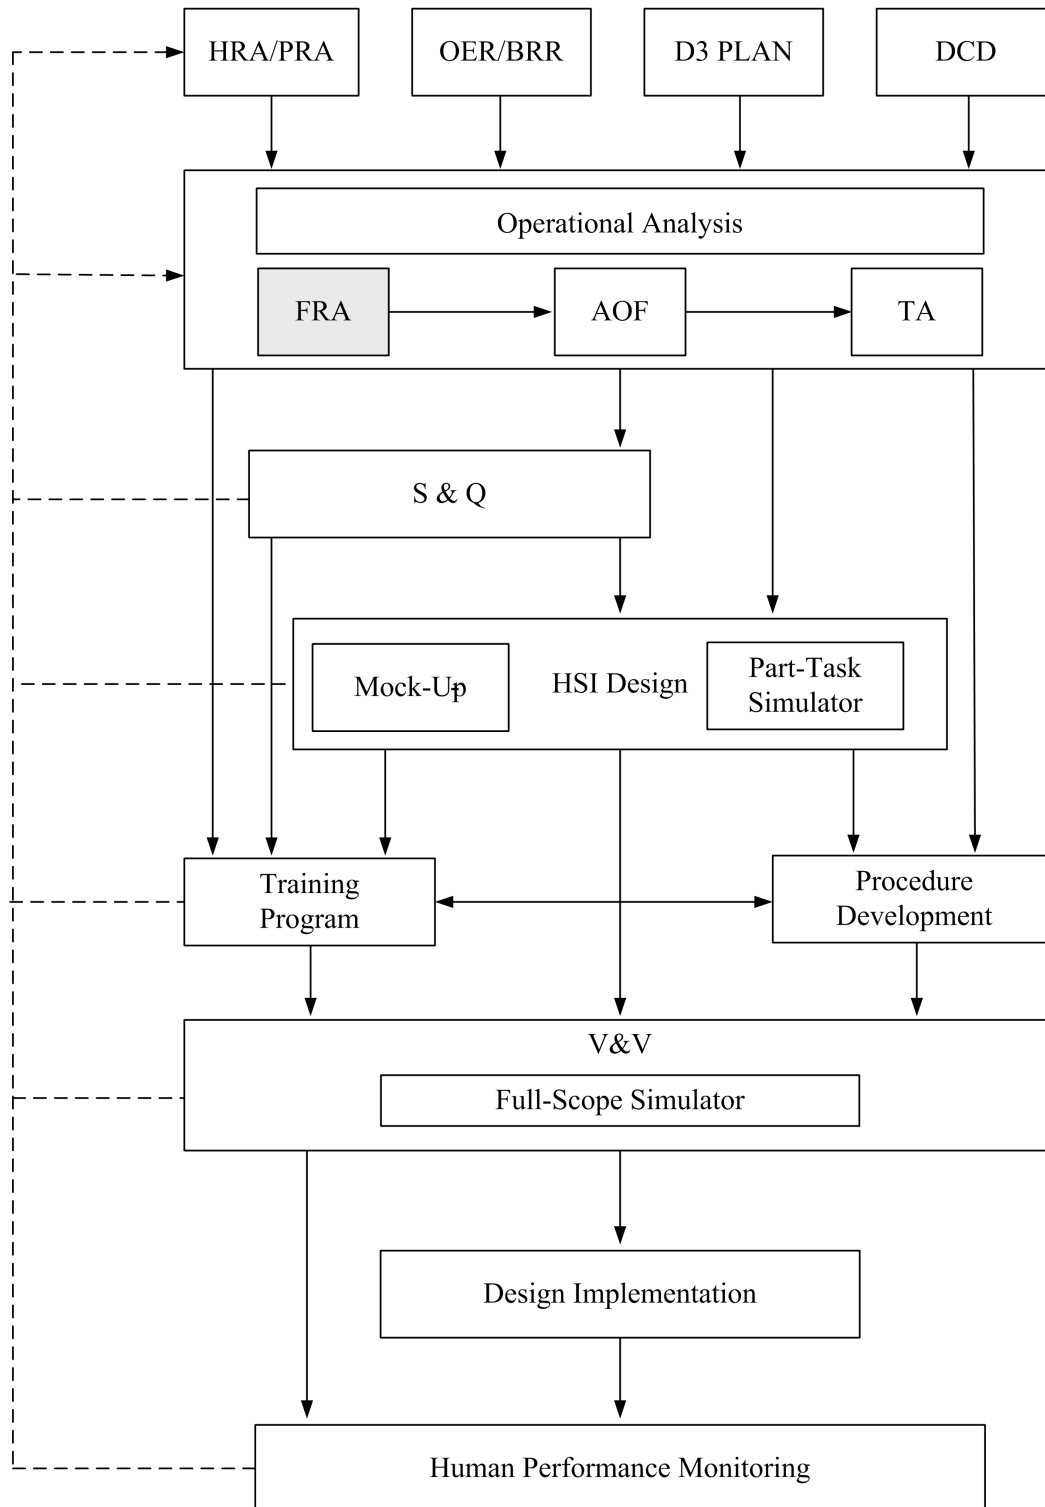 HRA/PRA
OER/BRR
D3 PLAN
DCD
Operational Analysis
FRA
AOF
TA
S & Q
Mock-Up
HSI Design
Part-Task
Simulator
Training
Program
Procedure
Development
V&V
Full-Scope Simulator
Design Implementation
Human Performance Monitoring